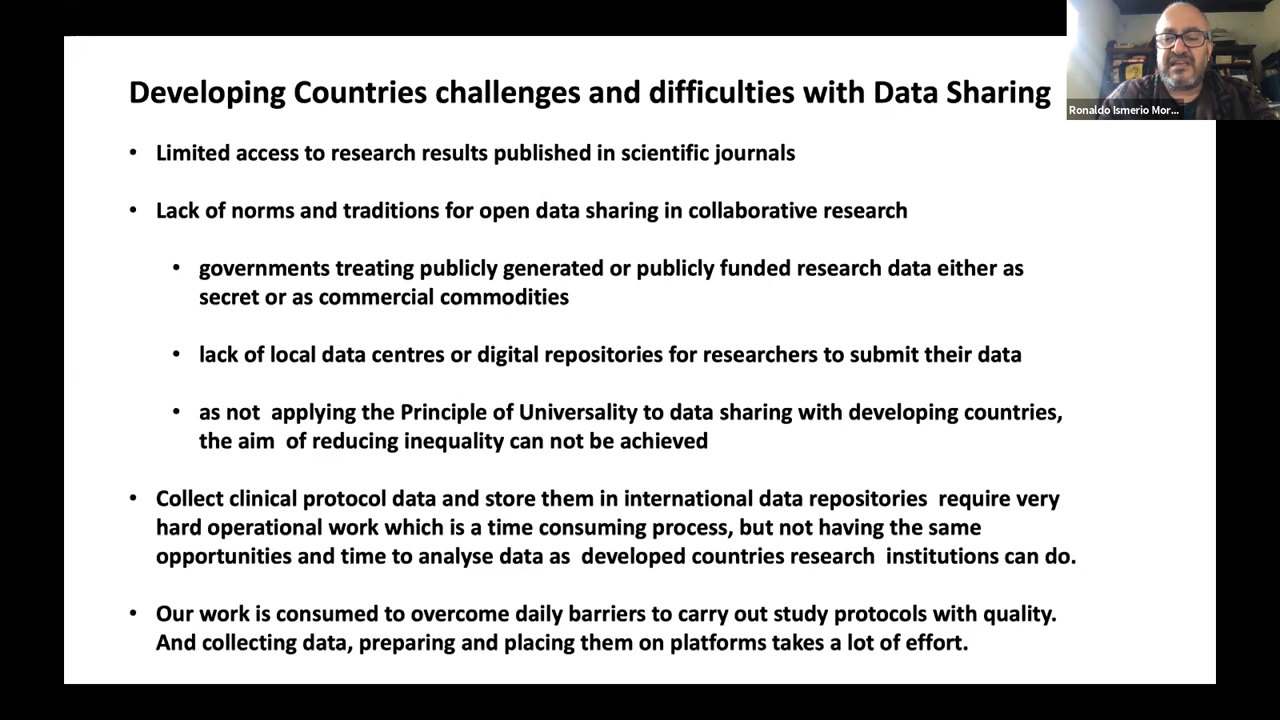 Developing Countries challenges and difficulties with Data Sharing
Ronaldo Ismerio Mor...
• Limited access to research results published in scientific journals
• Lack of norms and traditions for open data sharing in collaborative research
• governments treating publicly generated or publicly funded research data either as
secret or as commercial commodities
• lack of local data centres or digital repositories for researchers to submit their data
• as not applying the Principle of Universality to data sharing with developing countries,
the aim of reducing inequality can not be achieved
• Collect clinical protocol data and store them in international data repositories require very
hard operational work which is a time consuming process, but not having the same
opportunities and time to analyse data as developed countries research institutions can do.
• Our work is consumed to overcome daily barriers to carry out study protocols with quality.
And collecting data, preparing and placing them on platforms takes a lot of effort.